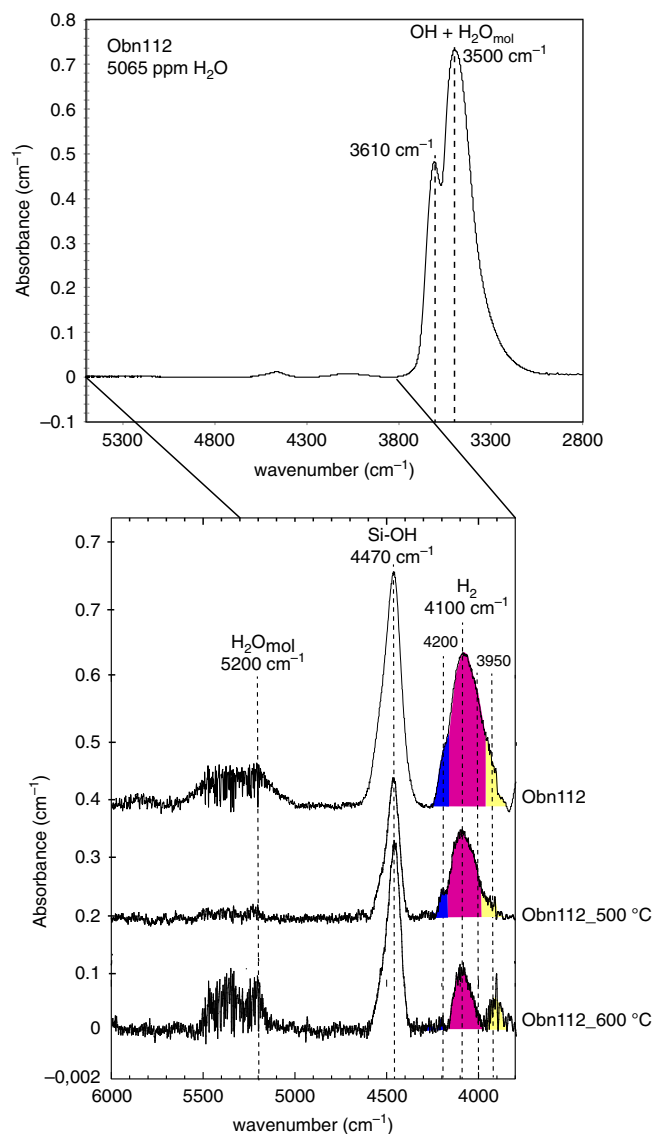 Obn112
5065 ppm H₂O
OH + H₂Oₘₒₗ
3500 cm⁻¹
3610 cm⁻¹
Absorbance (cm⁻¹)
0.8
0.7
0.6
0.5
0.4
0.3
0.2
0.1
0
−0.1
5300 4800 4300 3800 3300 2800
wavenumber (cm⁻¹)
Si-OH
4470 cm⁻¹
H₂
4100 cm⁻¹
4200
3950
H₂Omol
5200 cm⁻¹
Absorbance (cm⁻¹)
0.7
0.7
0.6
0.5
0.4
0.3
0.2
0.1
0
−0,002
Obn112
Obn112_500 °C
Obn112_600 °C
6000 5500 5000 4500 4000
wavenumber (cm⁻¹)